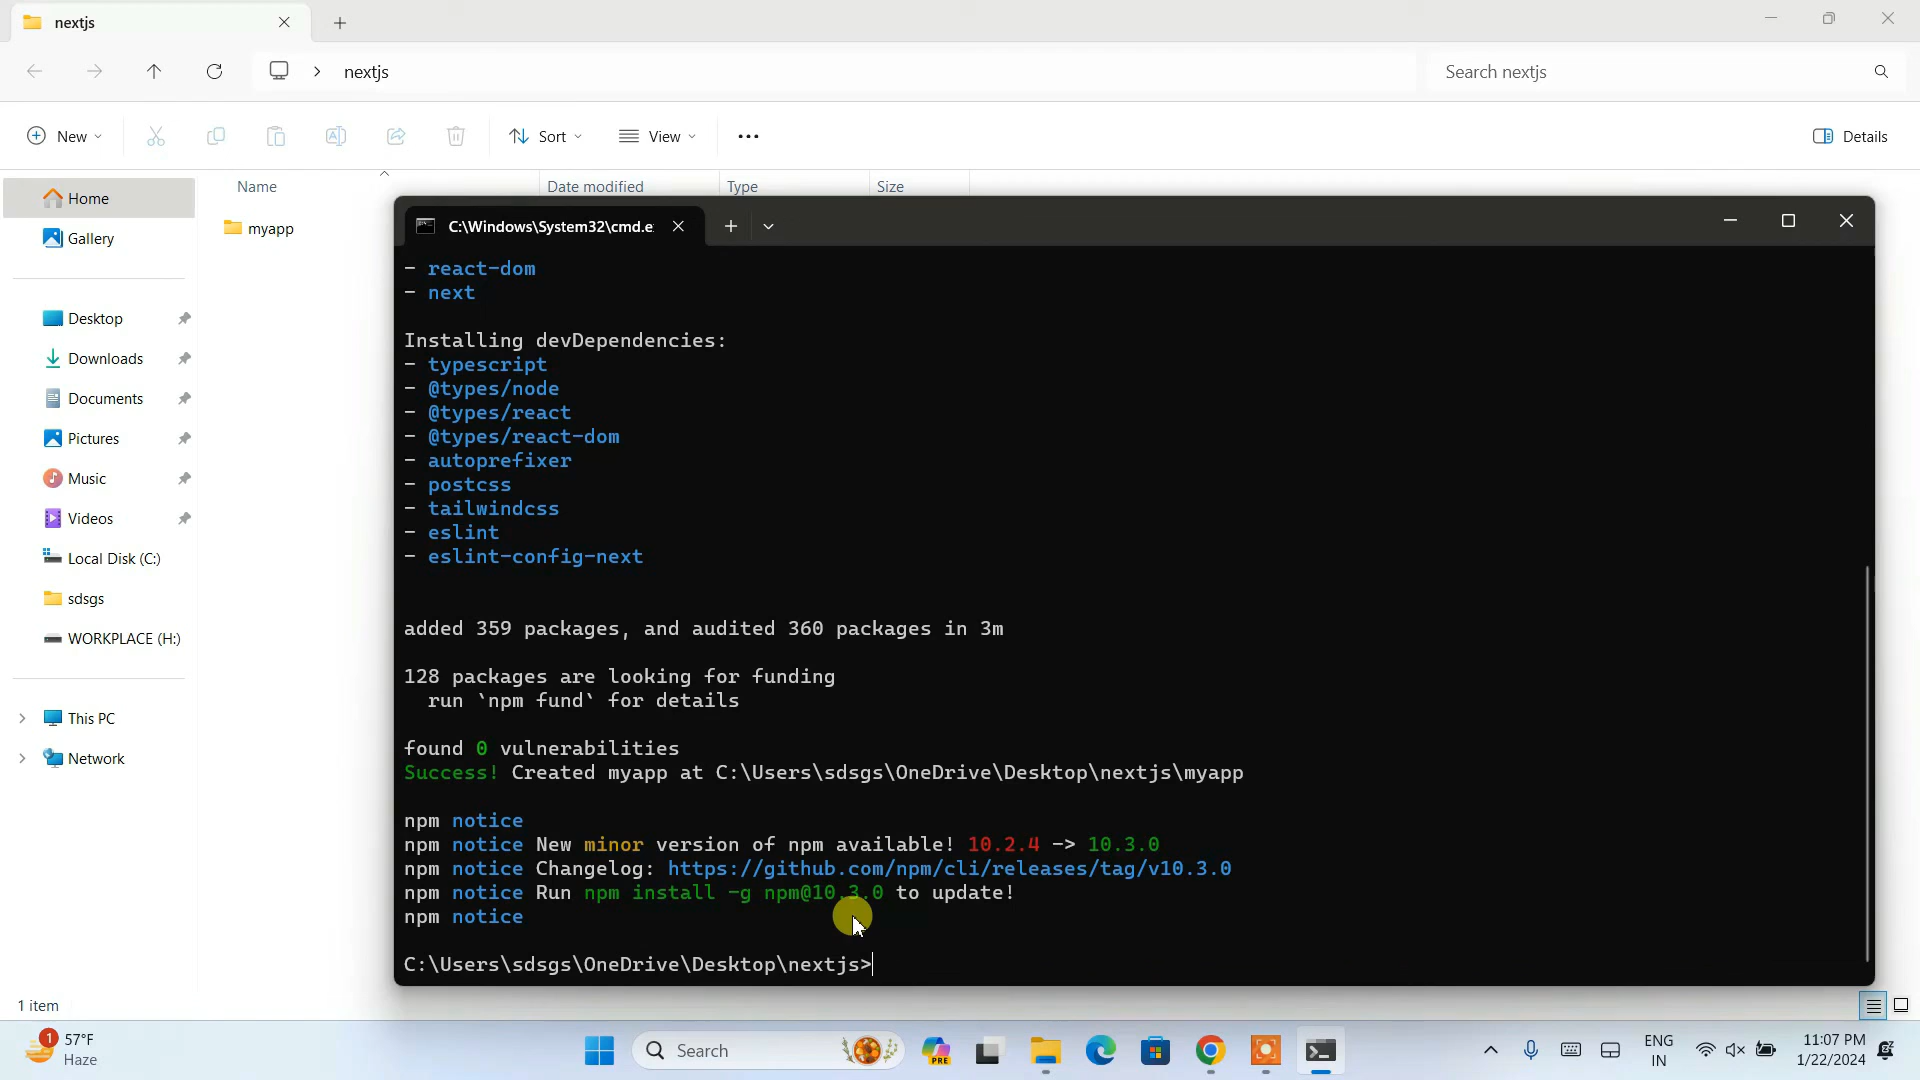 nextjs
nextjs
Search nextjs
New
Sort
View
Details
Name
Date modified
Type
Size
Home
Gallery
Desktop
Downloads
Documents
Pictures
Music
Videos
Local Disk (C:)
sdsgs
WORKPLACE (H:)
This PC
Network
myapp
C:\Windows\System32\cmd.e
- react-dom
- next
Installing devDependencies:
- typescript
- @types/node
- @types/react
- @types/react-dom
- autoprefixer
- postcss
- tailwindcss
- eslint
- eslint-config-next
added 359 packages, and audited 360 packages in 3m
128 packages are looking for funding
run `npm fund` for details
found 0 vulnerabilities
Success! Created myapp at C:\Users\sdsgs\OneDrive\Desktop\nextjs\myapp
npm notice
npm notice New minor version of npm available! 10.2.4 -> 10.3.0
npm notice Changelog: https://github.com/npm/cli/releases/tag/v10.3.0
npm notice Run npm install -g npm@10.3.0 to update!
npm notice
C:\Users\sdsgs\OneDrive\Desktop\nextjs>
1 item
1
57°F
Haze
Search
PRE
ENG
IN
11:07 PM
1/22/2024